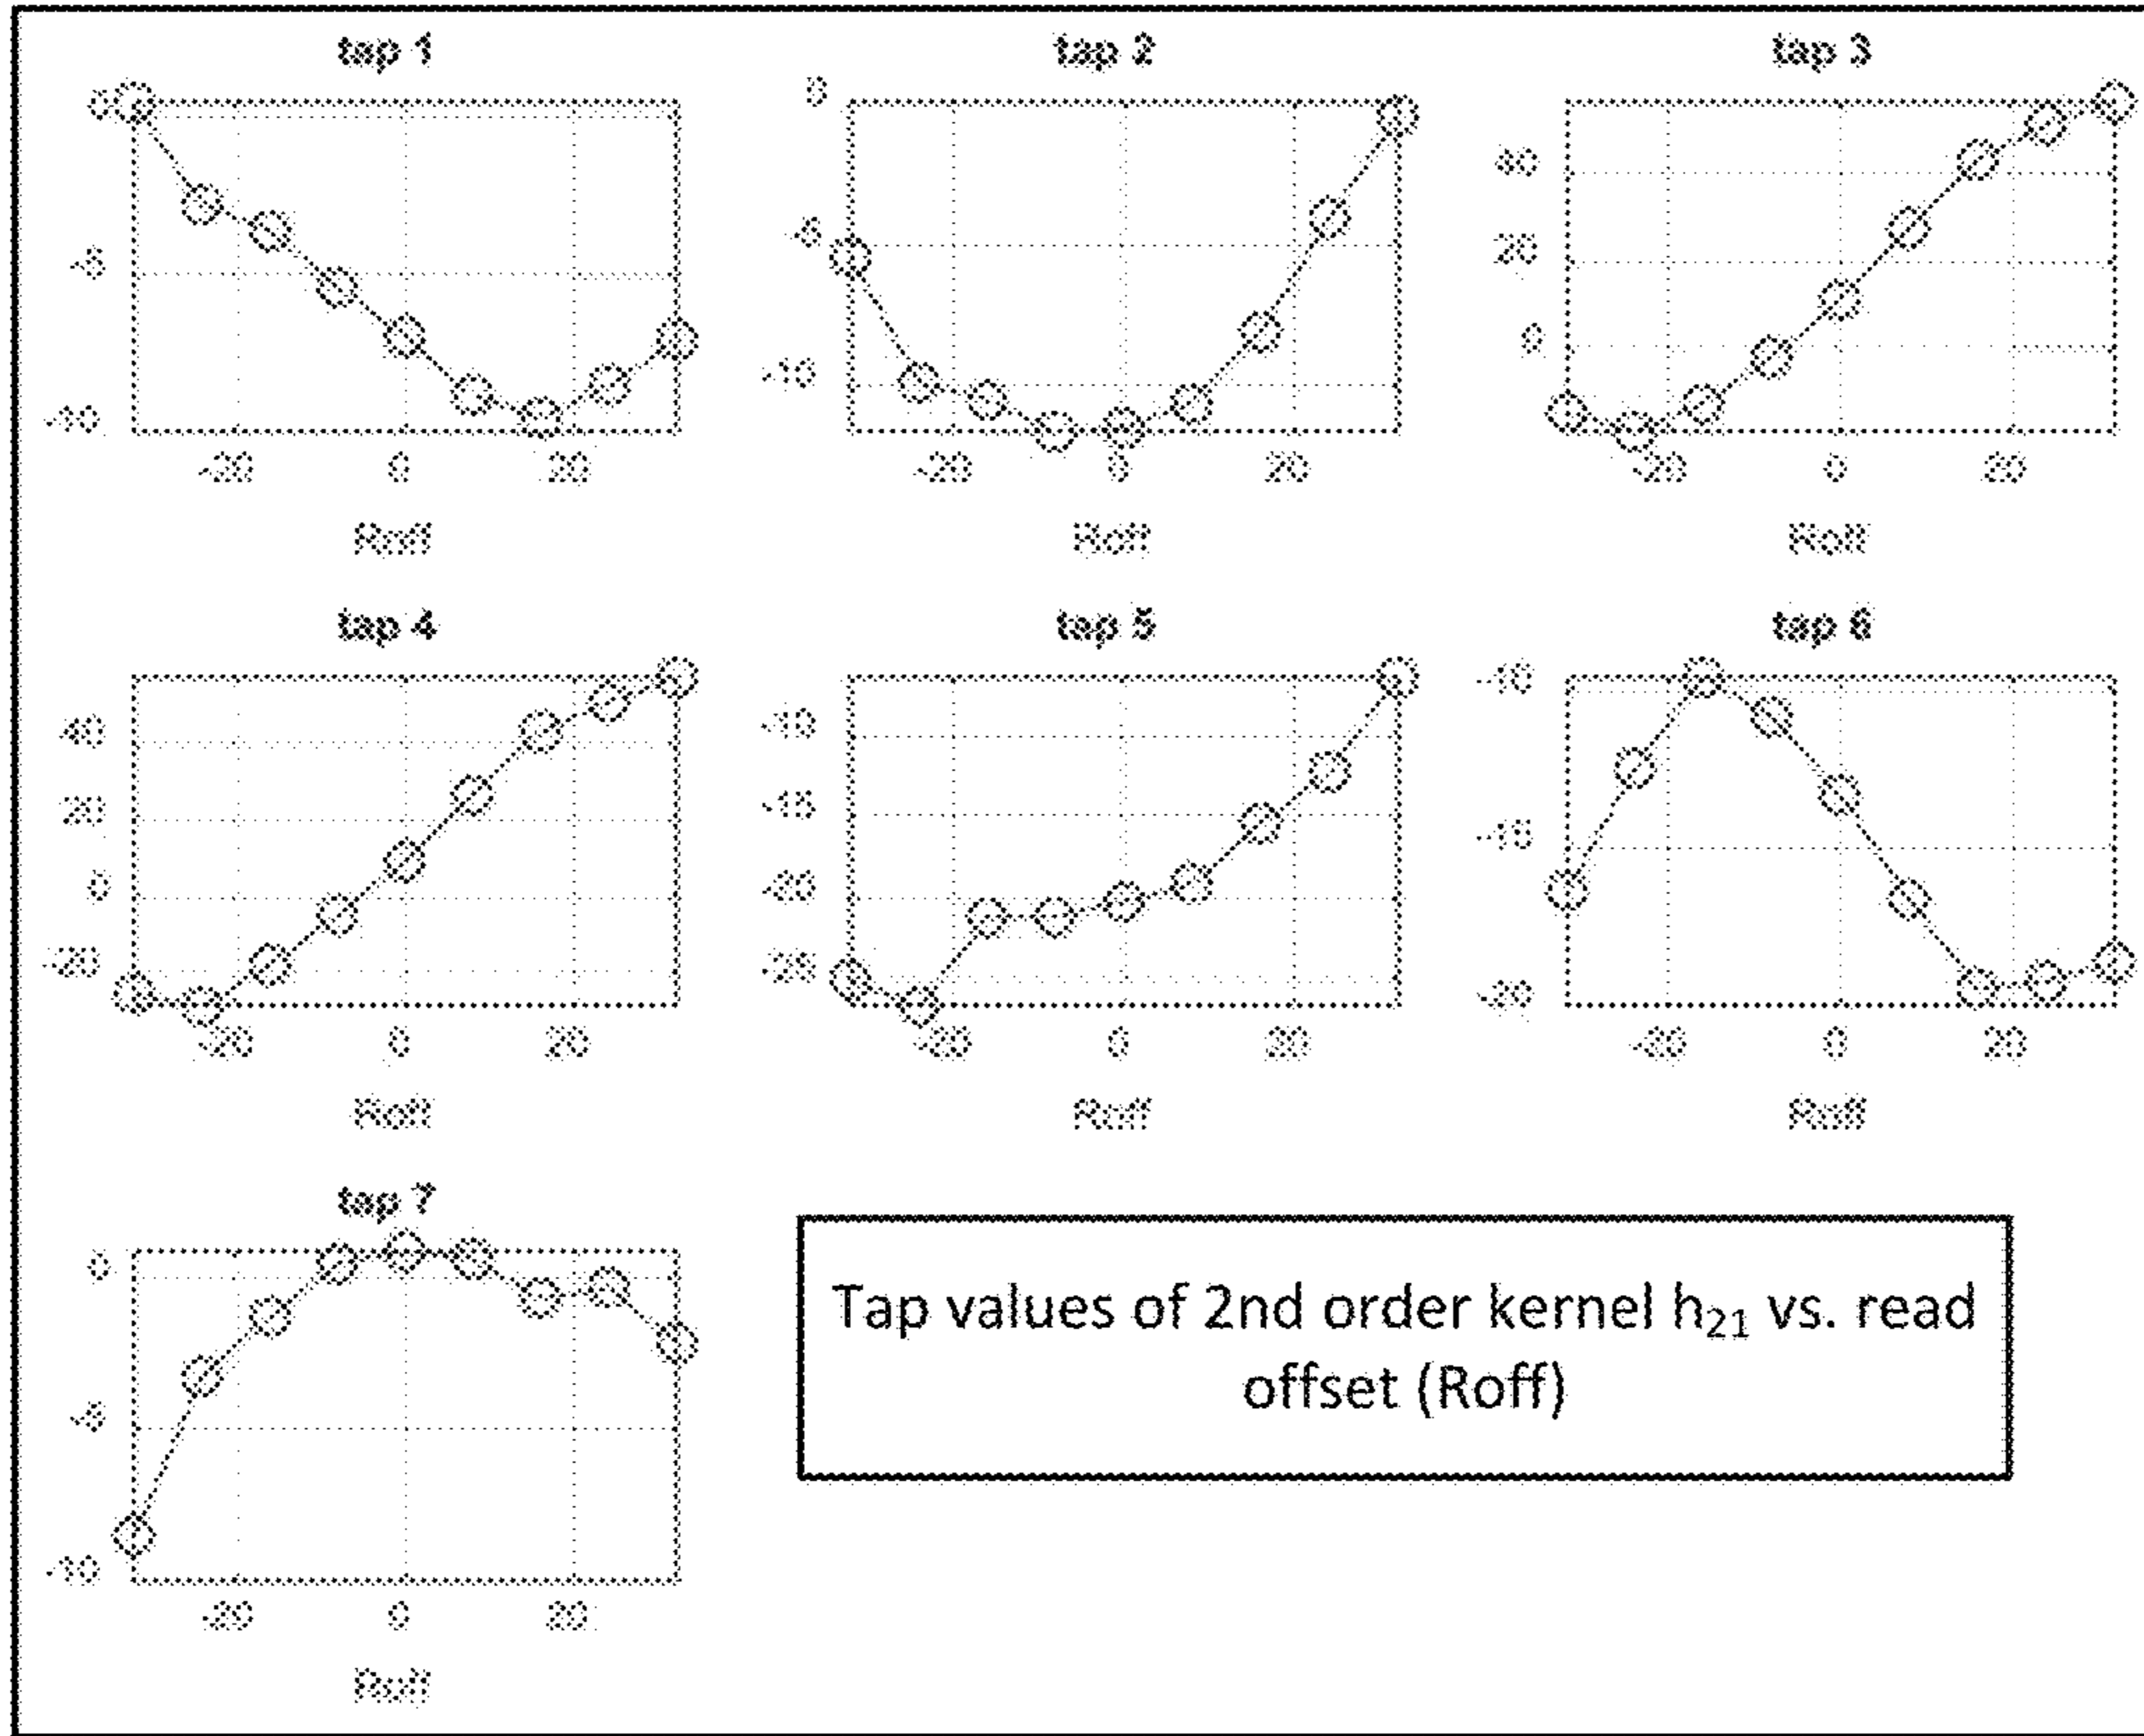 tap 1
tap 2
tap 3
0
-5
-10
-20 0 20
Roff
0
-5
-10
-20 0 20
Roff
40
20
0
-20 0 20
Roff
tap 4
tap 5
tap 6
40
20
0
-20
-20 0 20
Roff
-10
-15
-20
-25
-20 0 20
Roff
-10
-20
-20 0 20
Roff
tap 7
0
-5
-10
-20 0 20
Roff
Tap values of 2nd order kernel h₂₁ vs. read
offset (Roff)